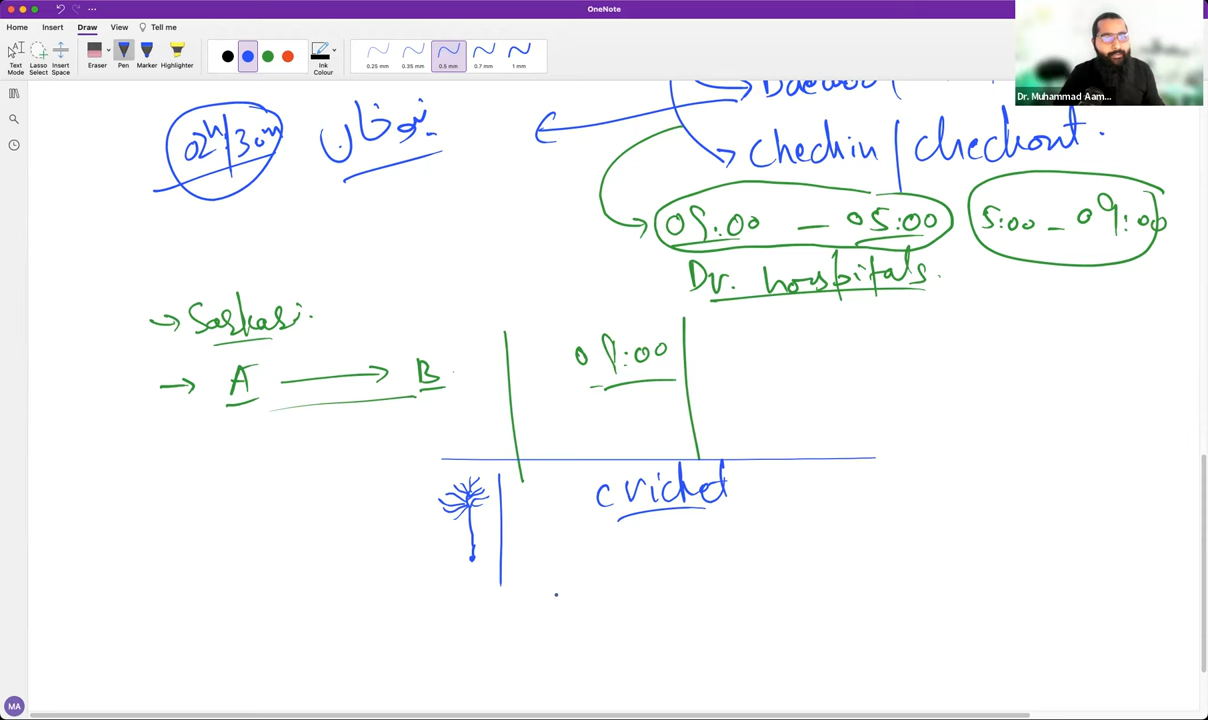 OneNote
Home Insert Draw View Tell me
Text Mode
Lasso Select
Insert Space
Eraser
Pen
Marker
Highlighter
0.25 mm 0.35 mm 0.5 mm 0.7 mm 1 mm
Ink Colour
Dr. Muhammad Aam...
Daewoo
02h/30m
checkin / checkout.
09:00 — 05:00
5:00 - 09:00
Dr. hospitals.
→ Sarkari.
09:00
→ A → B
cricket
MA